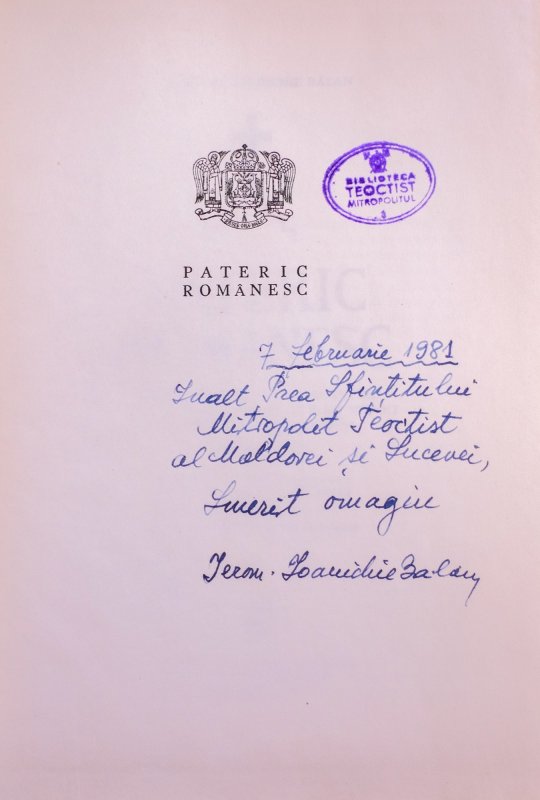 BIBLIOTECA
TEOCTIST
MITROPOLITUL
PATERIC
ROMÂNESC
7 Februarie 1981
Inalt Prea Sfințitului
Mitropolit Teoctist
al Moldovei și Sucevei,
Smerit omagiu
Ierom. Ioanichie Balan